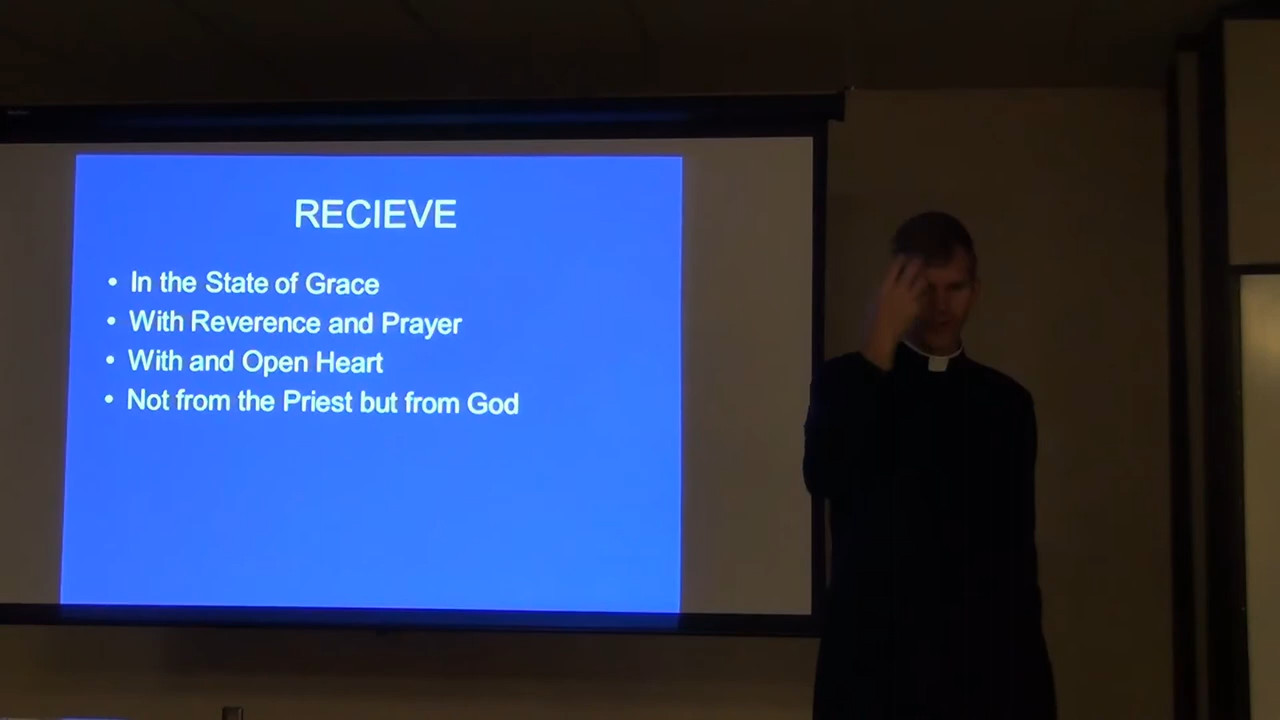 RECIEVE
• In the State of Grace
• With Reverence and Prayer
• With and Open Heart
• Not from the Priest but from God